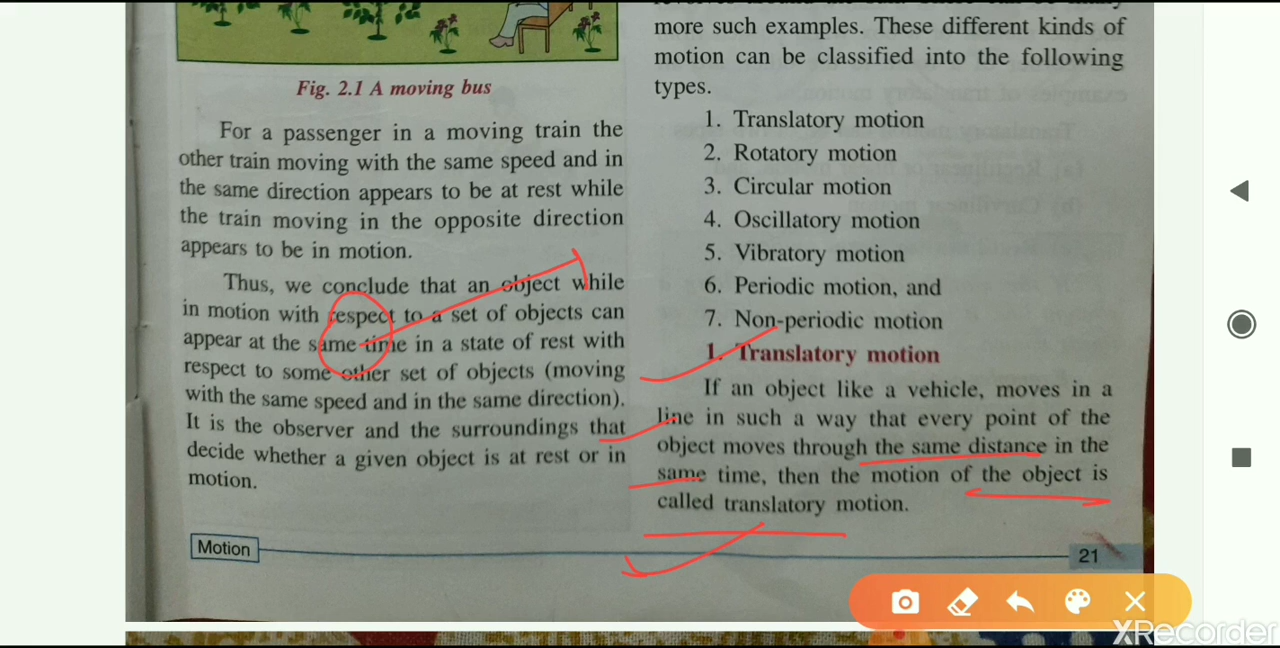 Fig. 2.1 A moving bus
For a passenger in a moving train the
other train moving with the same speed and in
the same direction appears to be at rest while
the train moving in the opposite direction
appears to be in motion.
Thus, we conclude that an object while
in motion with respect to a set of objects can
appear at the same time in a state of rest with
respect to some other set of objects (moving
with the same speed and in the same direction).
It is the observer and the surroundings that
decide whether a given object is at rest or in
motion.
more such examples. These different kinds of
motion can be classified into the following
types.
1. Translatory motion
2. Rotatory motion
3. Circular motion
4. Oscillatory motion
5. Vibratory motion
6. Periodic motion, and
7. Non-periodic motion
1. Translatory motion
If an object like a vehicle, moves in a
line in such a way that every point of the
object moves through the same distance in the
same time, then the motion of the object is
called translatory motion.
Motion
21
XRecorder